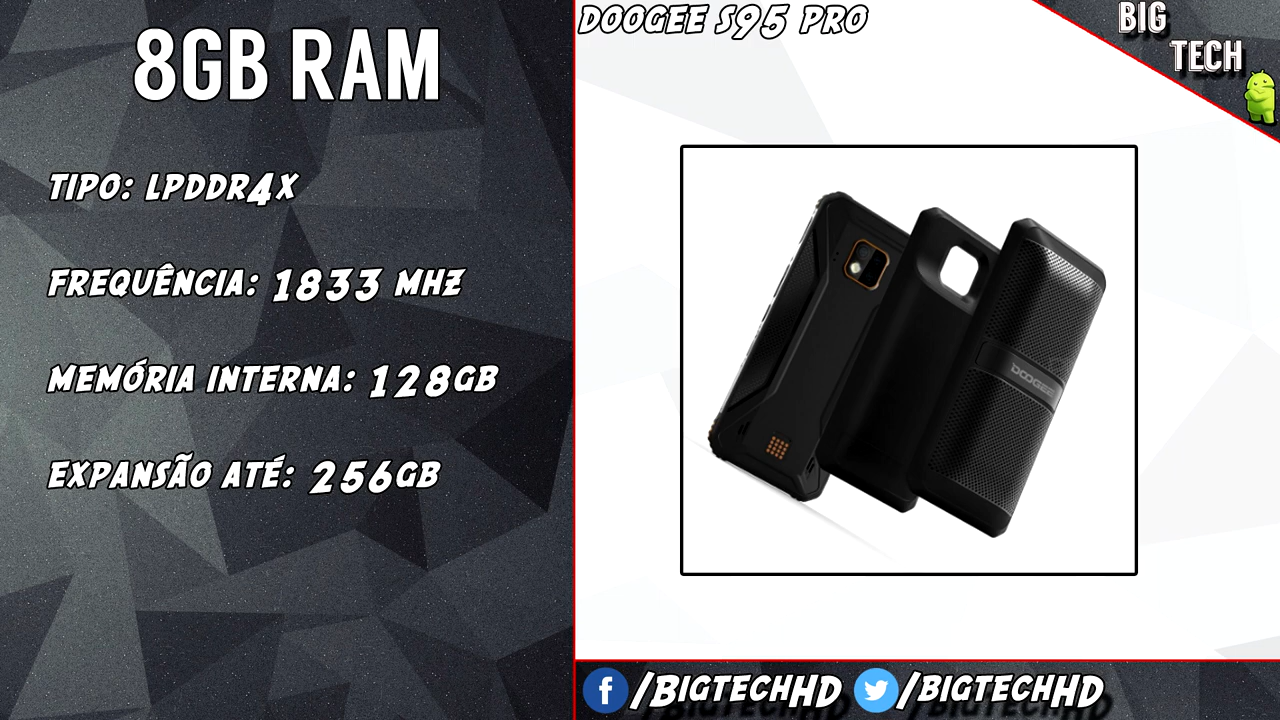 8GB RAM
TIPO: LPDDR4X
FREQUÊNCIA: 1833 MHZ
MEMÓRIA INTERNA: 128GB
EXPANSÃO ATÉ: 256GB
DOOGEE S95 PRO
BIG
TECH
DOOGEE
/BIGTECHHD
/BIGTECHHD